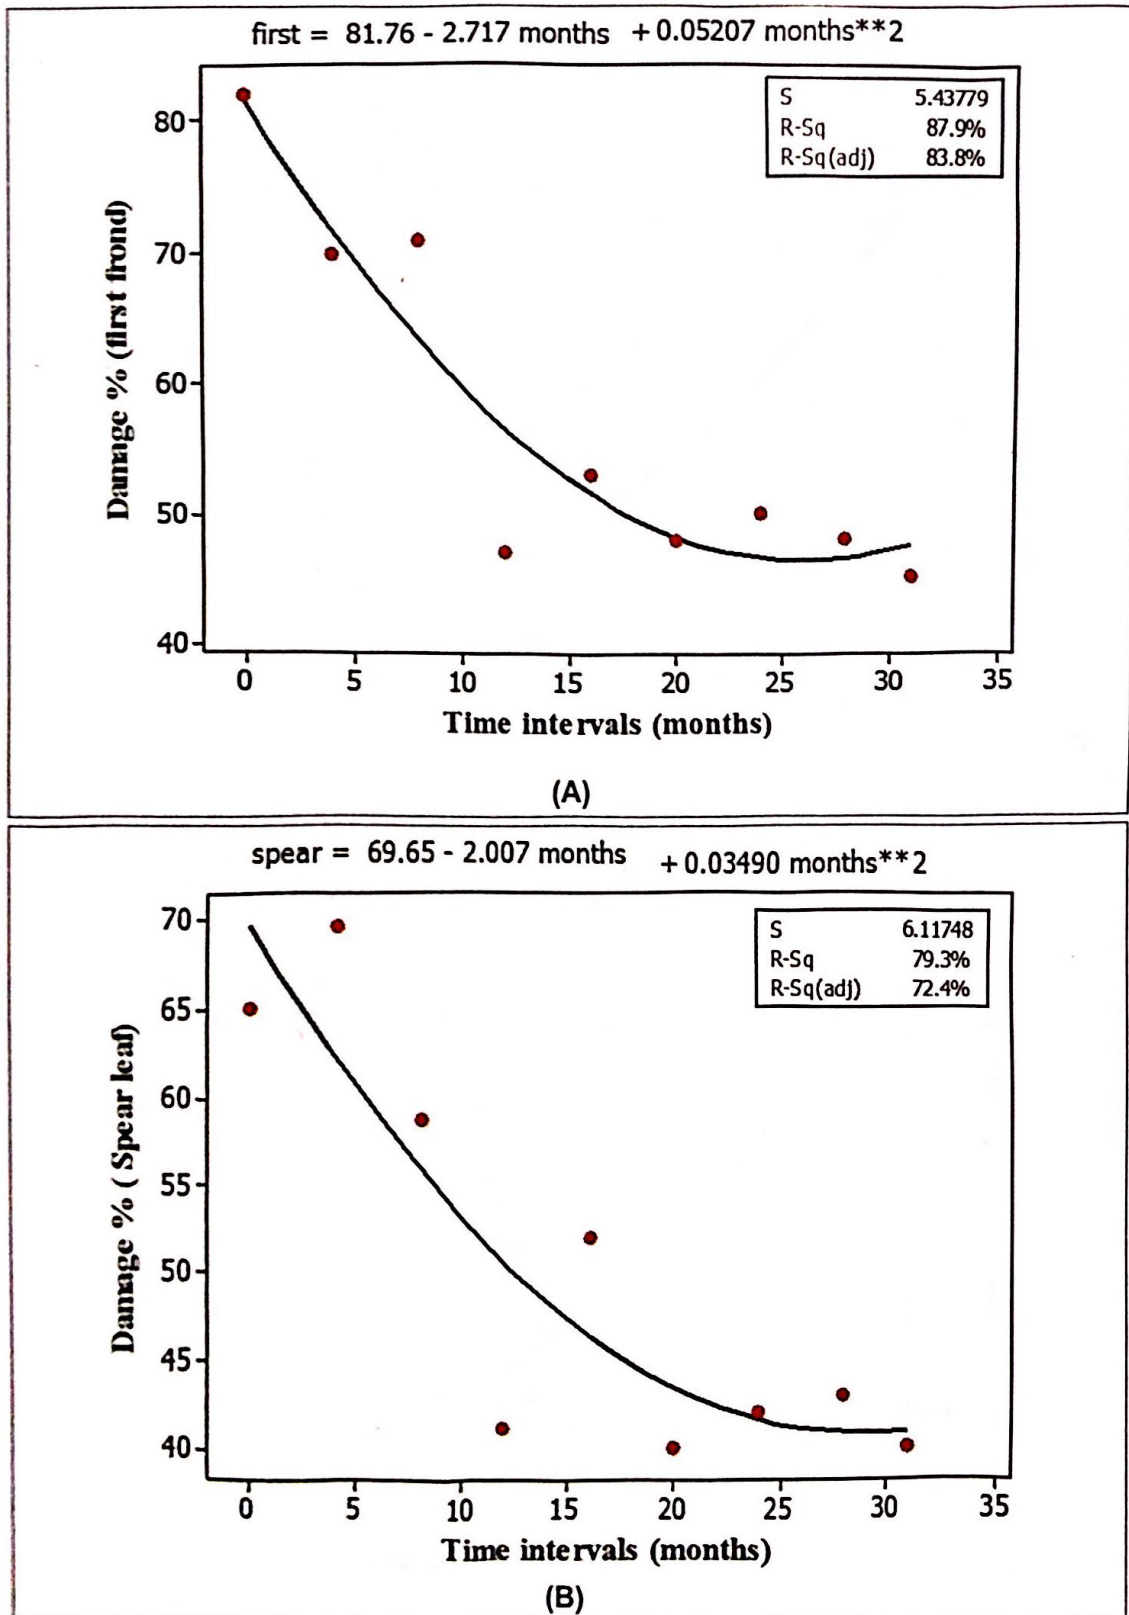 first = 81.76 - 2.717 months + 0.05207 months**2
S 5.43779
R-Sq 87.9%
R-Sq(adj) 83.8%
Damage % (first frond)
80
70
60
50
40
0 5 10 15 20 25 30 35
Time intervals (months)
(A)
spear = 69.65 - 2.007 months + 0.03490 months**2
S 6.11748
R-Sq 79.3%
R-Sq(adj) 72.4%
Damage % ( Spear leaf)
70
65
60
55
50
45
40
0 5 10 15 20 25 30 35
Time intervals (months)
(B)